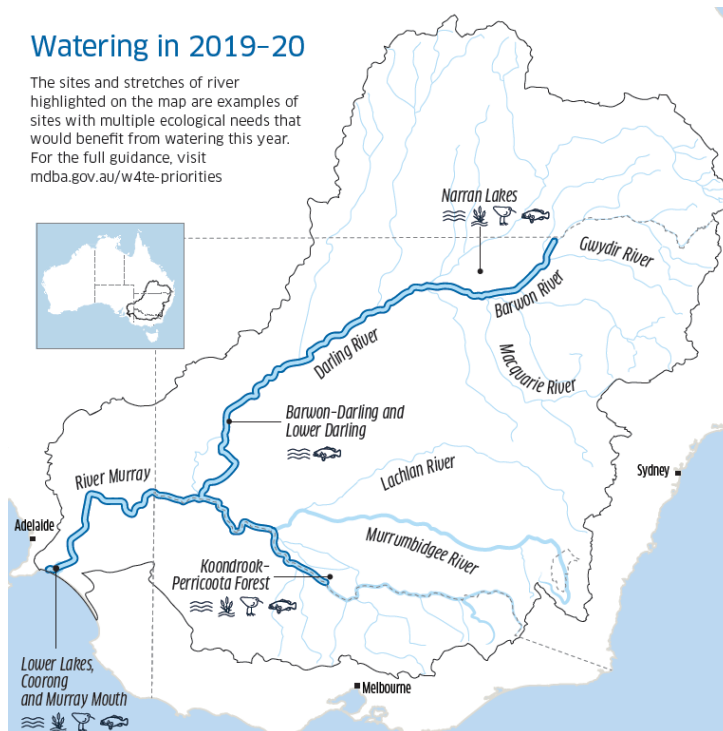 Watering in 2019–20
The sites and stretches of river
highlighted on the map are examples of
sites with multiple ecological needs that
would benefit from watering this year.
For the full guidance, visit
mdba.gov.au/w4te-priorities
Narran Lakes
Gwydir River
Barwon River
Darling River
Macquarie River
Barwon-Darling and
Lower Darling
River Murray
Lachlan River
Sydney
Adelaide
Murrumbidgee River
Koondrook-
Perricoota Forest
Lower Lakes,
Coorong
and Murray Mouth
Melbourne